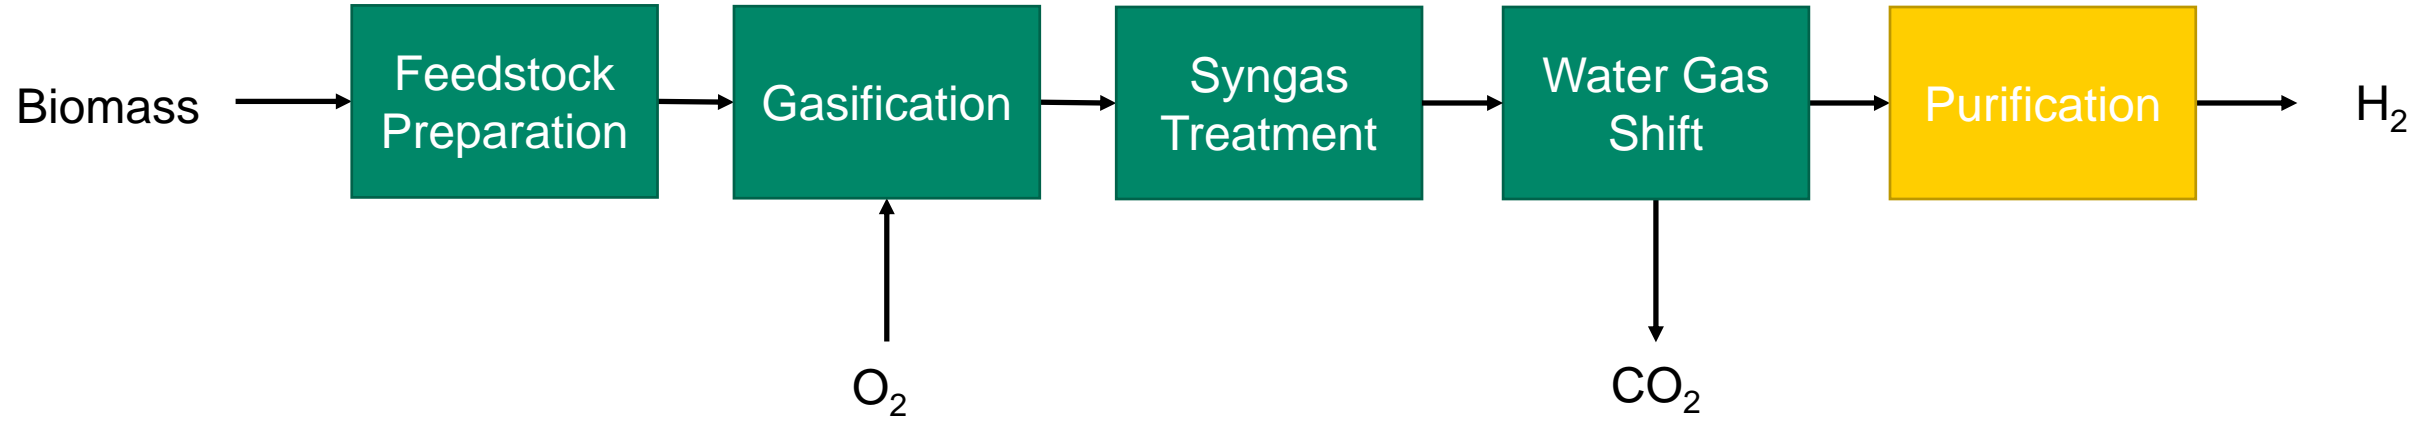 Biomass
Feedstock
Preparation
Gasification
Syngas
Treatment
Water Gas
Shift
Purification
H₂
O₂
CO₂